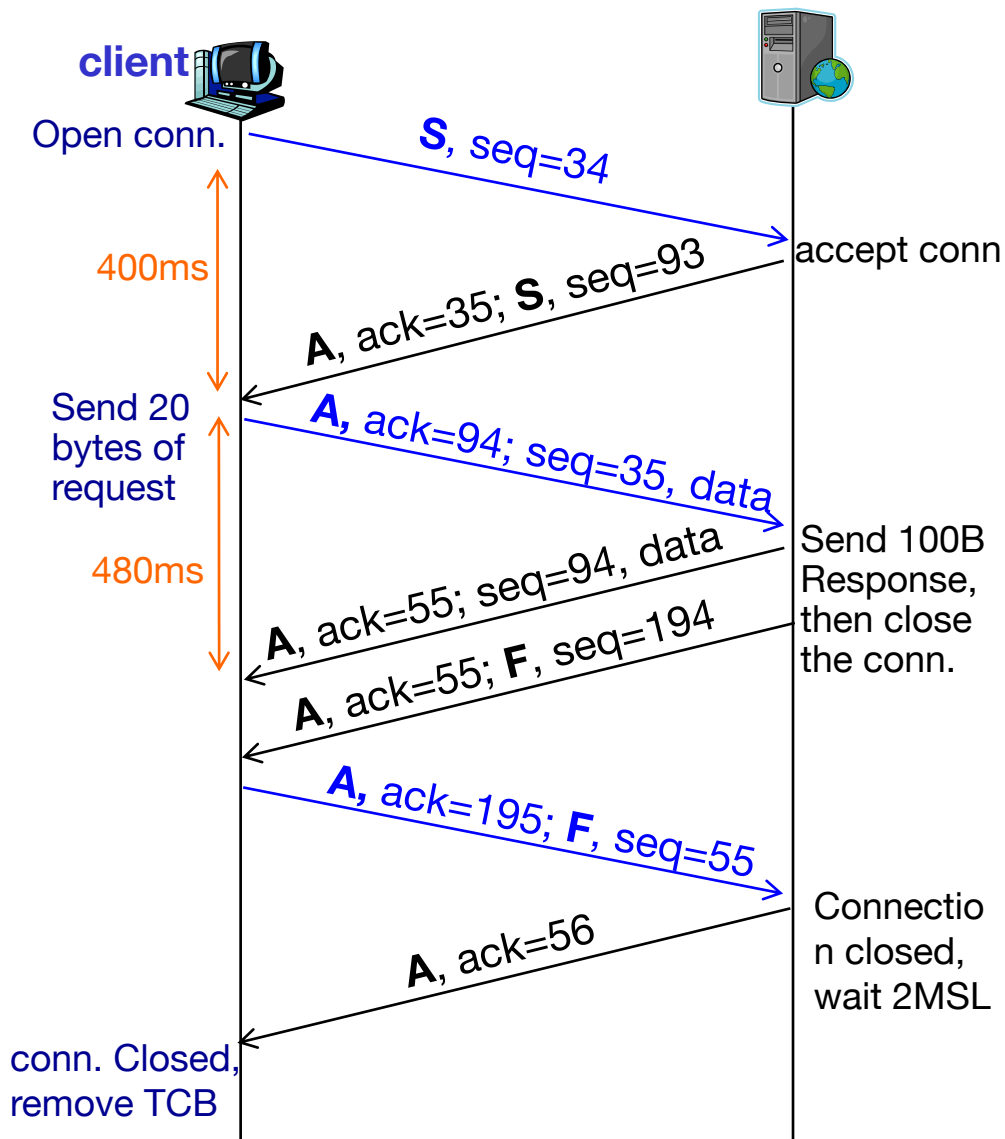 client
Open conn.
S, seq=34
400ms
accept conn
A, ack=35; S, seq=93
Send 20
bytes of
request
A, ack=94; seq=35, data
480ms
Send 100B
Response,
then close
the conn.
A, ack=55; seq=94, data
A, ack=55; F, seq=194
A, ack=195; F, seq=55
Connectio
n closed,
wait 2MSL
A, ack=56
conn. Closed,
remove TCB